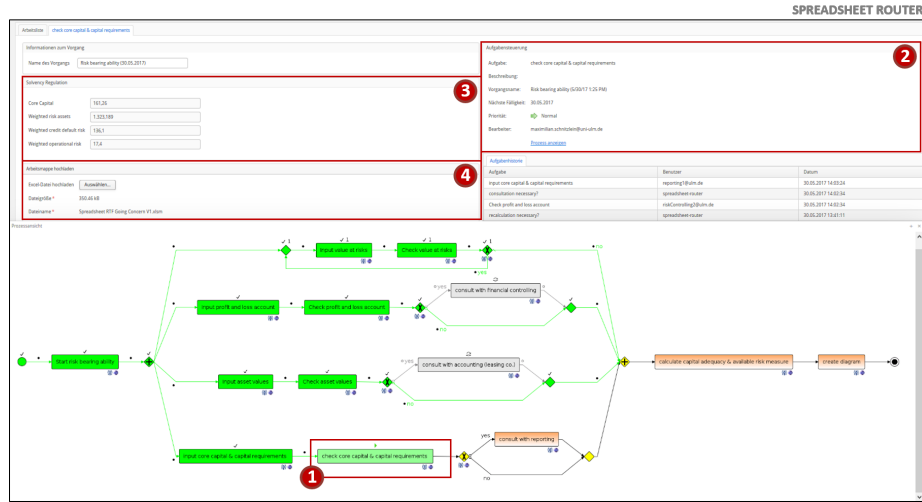 SPREADSHEET ROUTER
Arbeitsliste
check core capital & capital requirements
Informationen zum Vorgang
Name des Vorgangs
Risk bearing ability (30.05.2017)
Solvency Regulation
3
Core Capital
161,26
Weighted risk assets
1.323,189
Weighted credit default risk
136,1
Weighted operational risk
17,4
Arbeitsmappe hochladen
4
Excel-Datei hochladen
Auswählen...
Dateigröße *
350,48 KB
Dateiname *
Spreadsheet RTF Going Concern V1.xlsm
Aufgabensteuerung
2
Aufgabe:
check core capital & capital requirements
Beschreibung:
Vorgangsname:
Risk bearing ability (5/30/17 1:25 PM)
Nächste Fälligkeit:
30.05.2017
Priorität:
Normal
Bearbeiter:
maximilian.schnitzlein@uni-ulm.de
Prozess anzeigen
Aufgabenhistorie
Aufgabe Benutzer Datum
input core capital & capital requirements reporting1@ulm.de 30.05.2017 14:03:24
consultation necessary? spreadsheet-router 30.05.2017 14:02:34
Check profit and loss account riskControlling2@ulm.de 30.05.2017 14:02:34
recalculation necessary? spreadsheet-router 30.05.2017 13:41:11
Prozessansicht
1
1
1
1
Input value at risks
Check value at risks
no
yes
yes
consult with financial controlling
Input profit and loss account
Check profit and loss account
no
Start risk bearing ability
yes
consult with accounting (leasing co.)
calculate capital adequacy & available risk measure
create diagram
Input asset values
Check asset values
no
yes
consult with reporting
input core capital & capital requirements
check core capital & capital requirements
no
1